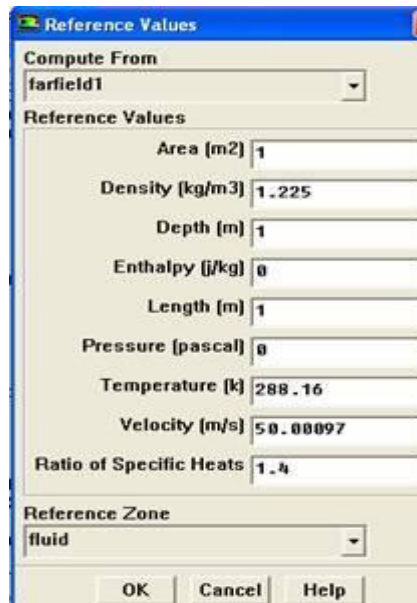 Reference Values
Compute From
farfield1
Reference Values
Area (m2) 1
Density (kg/m3) 1.225
Depth (m) 1
Enthalpy (j/kg) 0
Length (m) 1
Pressure (pascal) 0
Temperature (k) 288.16
Velocity (m/s) 50.00097
Ratio of Specific Heats 1.4
Reference Zone
fluid
OK Cancel Help